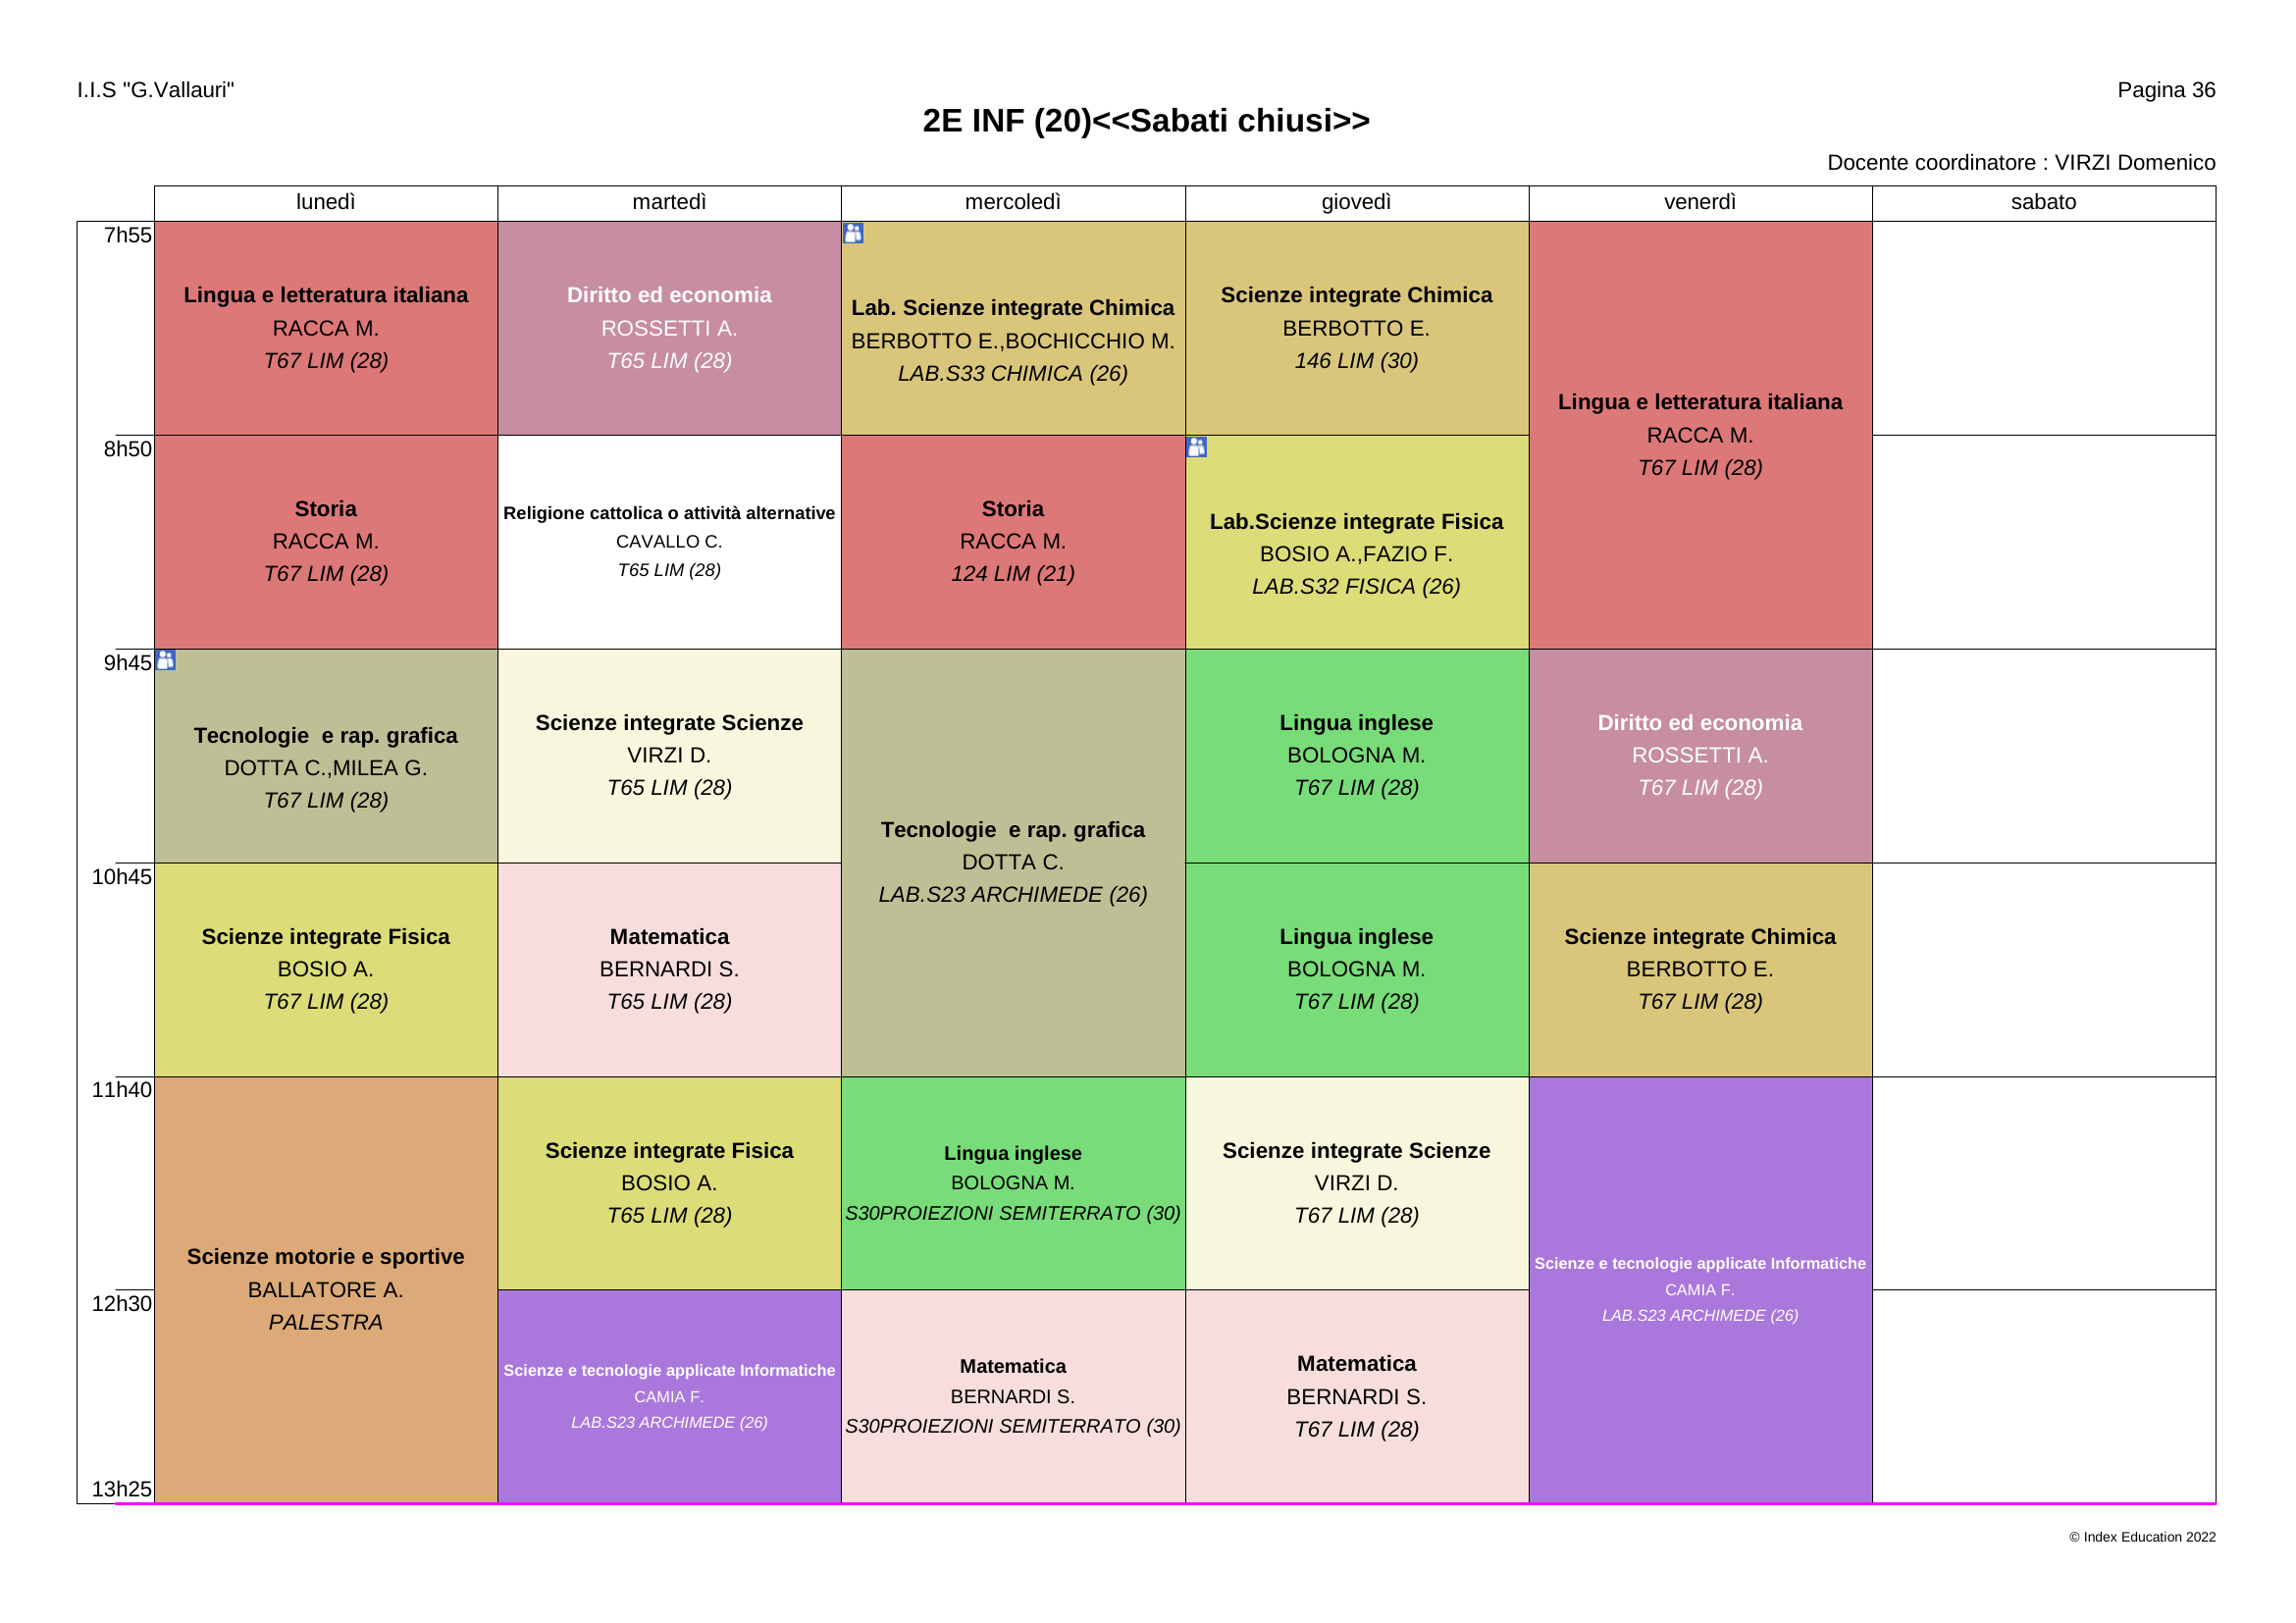 I.I.S "G.Vallauri"
Pagina 36
2E INF (20)<<Sabati chiusi>>
Docente coordinatore : VIRZI Domenico
lunedì
martedì
mercoledì
giovedì
venerdì
sabato
7h55
Lingua e letteratura italiana
RACCA M.
T67 LIM (28)
Diritto ed economia
ROSSETTI A.
T65 LIM (28)
Lab. Scienze integrate Chimica
BERBOTTO E.,BOCHICCHIO M.
LAB.S33 CHIMICA (26)
Scienze integrate Chimica
BERBOTTO E.
146 LIM (30)
Lingua e letteratura italiana
RACCA M.
T67 LIM (28)
8h50
Storia
RACCA M.
T67 LIM (28)
Religione cattolica o attività alternative
CAVALLO C.
T65 LIM (28)
Storia
RACCA M.
124 LIM (21)
Lab.Scienze integrate Fisica
BOSIO A.,FAZIO F.
LAB.S32 FISICA (26)
9h45
Tecnologie  e rap. grafica
DOTTA C.,MILEA G.
T67 LIM (28)
Scienze integrate Scienze
VIRZI D.
T65 LIM (28)
Tecnologie  e rap. grafica
DOTTA C.
LAB.S23 ARCHIMEDE (26)
Lingua inglese
BOLOGNA M.
T67 LIM (28)
Diritto ed economia
ROSSETTI A.
T67 LIM (28)
10h45
Scienze integrate Fisica
BOSIO A.
T67 LIM (28)
Matematica
BERNARDI S.
T65 LIM (28)
Lingua inglese
BOLOGNA M.
T67 LIM (28)
Scienze integrate Chimica
BERBOTTO E.
T67 LIM (28)
11h40
Scienze motorie e sportive
BALLATORE A.
PALESTRA
Scienze integrate Fisica
BOSIO A.
T65 LIM (28)
Lingua inglese
BOLOGNA M.
S30PROIEZIONI SEMITERRATO (30)
Scienze integrate Scienze
VIRZI D.
T67 LIM (28)
Scienze e tecnologie applicate Informatiche
CAMIA F.
LAB.S23 ARCHIMEDE (26)
12h30
Scienze e tecnologie applicate Informatiche
CAMIA F.
LAB.S23 ARCHIMEDE (26)
Matematica
BERNARDI S.
S30PROIEZIONI SEMITERRATO (30)
Matematica
BERNARDI S.
T67 LIM (28)
13h25
© Index Education 2022